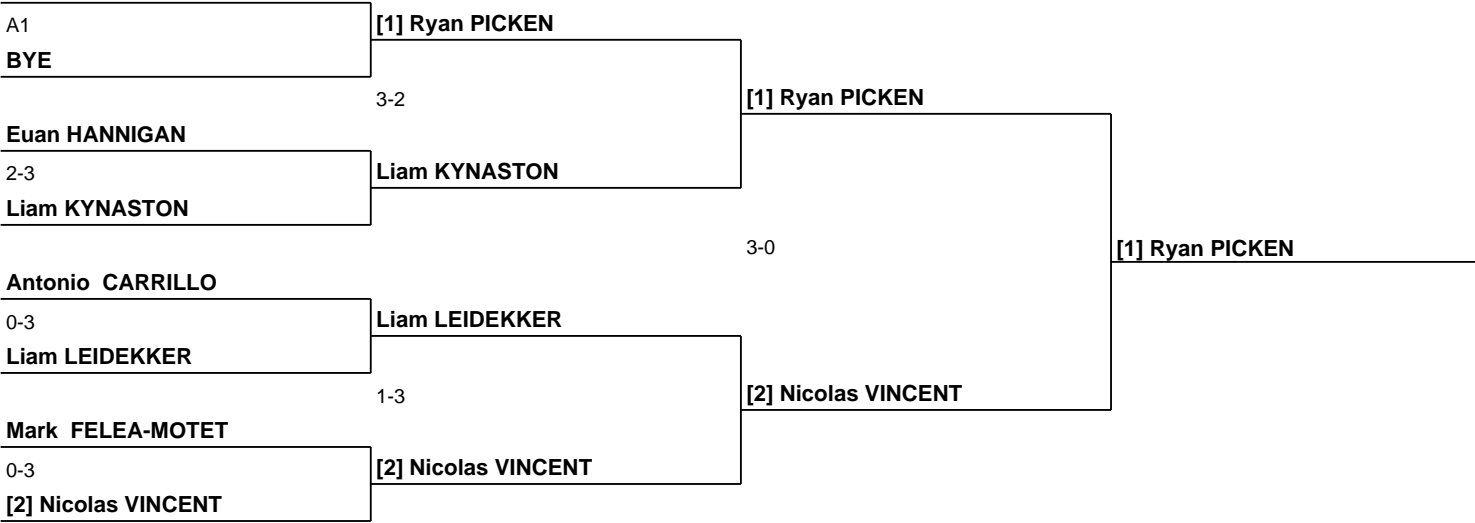 A1
BYE
[1] Ryan PICKEN
3-2
[1] Ryan PICKEN
Euan HANNIGAN
2-3
Liam KYNASTON
Liam KYNASTON
3-0
[1] Ryan PICKEN
Antonio CARRILLO
0-3
Liam LEIDEKKER
Liam LEIDEKKER
1-3
[2] Nicolas VINCENT
Mark FELEA-MOTET
0-3
[2] Nicolas VINCENT
[2] Nicolas VINCENT